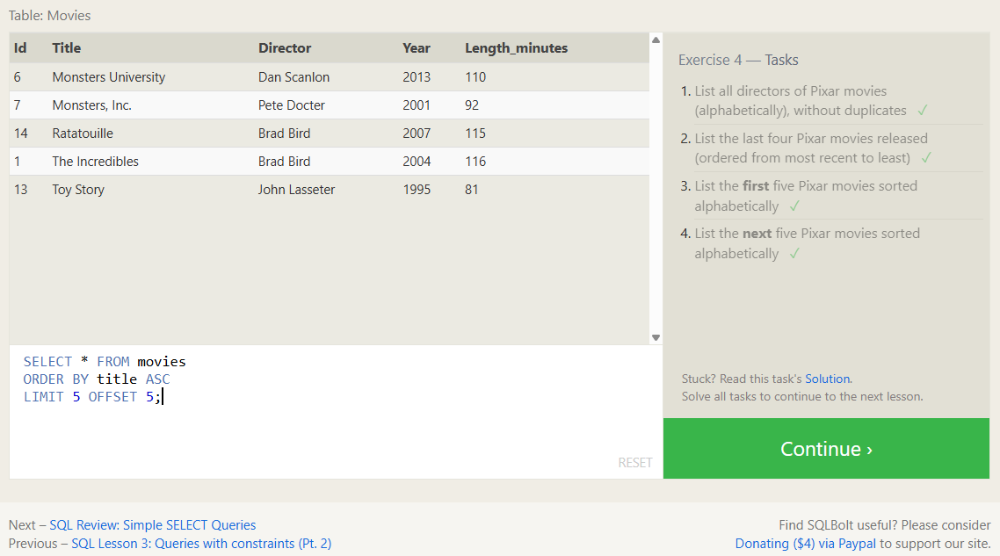 Table: Movies
Id Title Director Year Length_minutes
6 Monsters University Dan Scanlon 2013 110
7 Monsters, Inc. Pete Docter 2001 92
14 Ratatouille Brad Bird 2007 115
1 The Incredibles Brad Bird 2004 116
13 Toy Story John Lasseter 1995 81
SELECT * FROM movies
ORDER BY title ASC
LIMIT 5 OFFSET 5;
RESET
Exercise 4 — Tasks
1. List all directors of Pixar movies
(alphabetically), without duplicates ✓
2. List the last four Pixar movies released
(ordered from most recent to least) ✓
3. List the first five Pixar movies sorted
alphabetically ✓
4. List the next five Pixar movies sorted
alphabetically ✓
Stuck? Read this task's Solution.
Solve all tasks to continue to the next lesson.
Continue ›
Next – SQL Review: Simple SELECT Queries
Previous – SQL Lesson 3: Queries with constraints (Pt. 2)
Find SQLBolt useful? Please consider
Donating ($4) via Paypal to support our site.